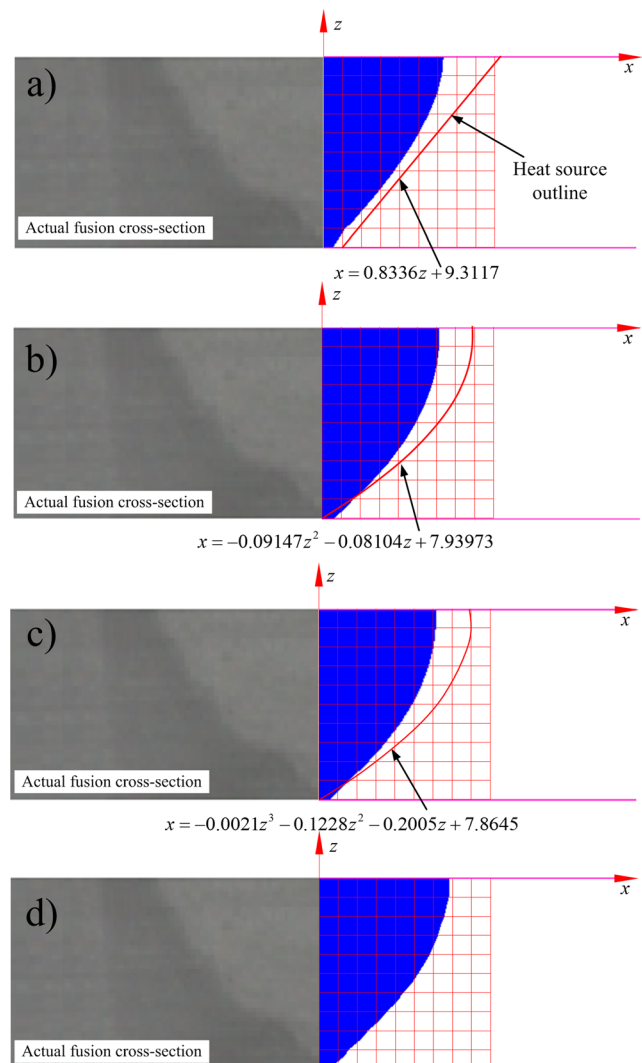 z
a)
x
Heat source
outline
Actual fusion cross-section
x = 0.8336z + 9.3117
z
b)
x
Actual fusion cross-section
x = −0.09147z² − 0.08104z + 7.93973
z
c)
x
Actual fusion cross-section
x = −0.0021z³ − 0.1228z² − 0.2005z + 7.8645
z
d)
x
Actual fusion cross-section